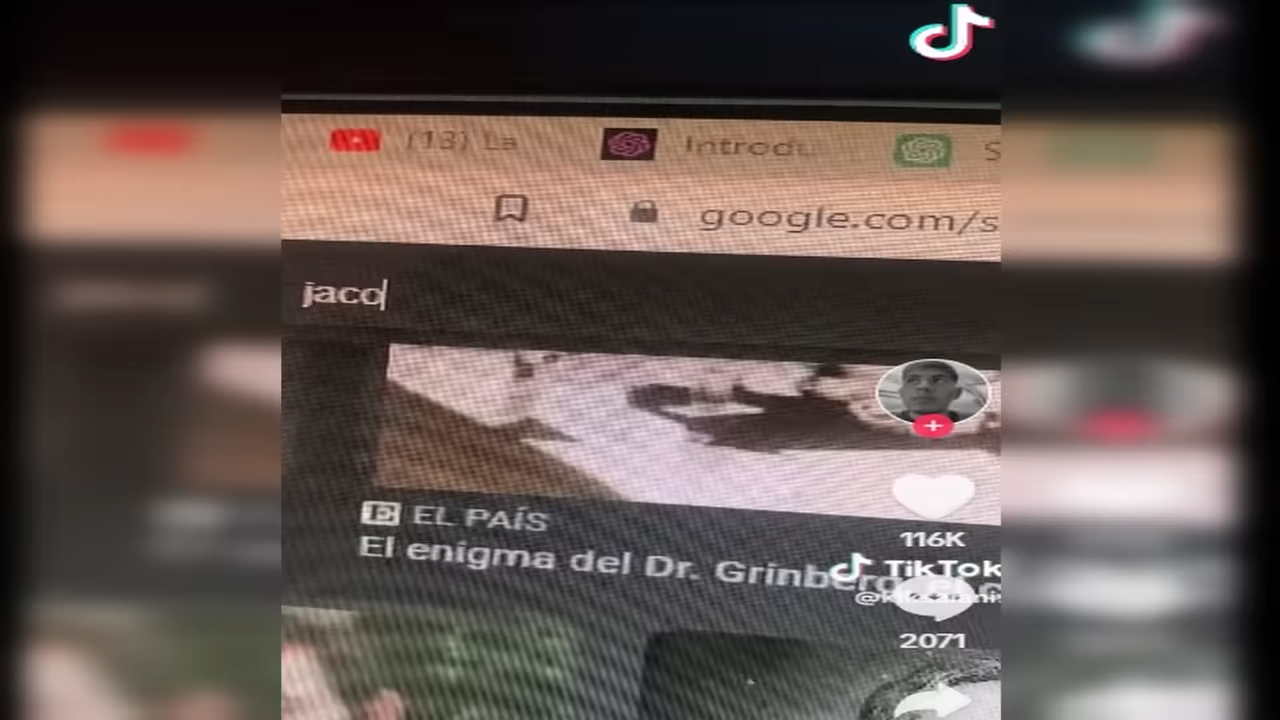 (13) La
Introdu
S
google.com/s
jaco
EL PAÍS
El enigma del Dr. Grinberg
116K
TikTok
2071